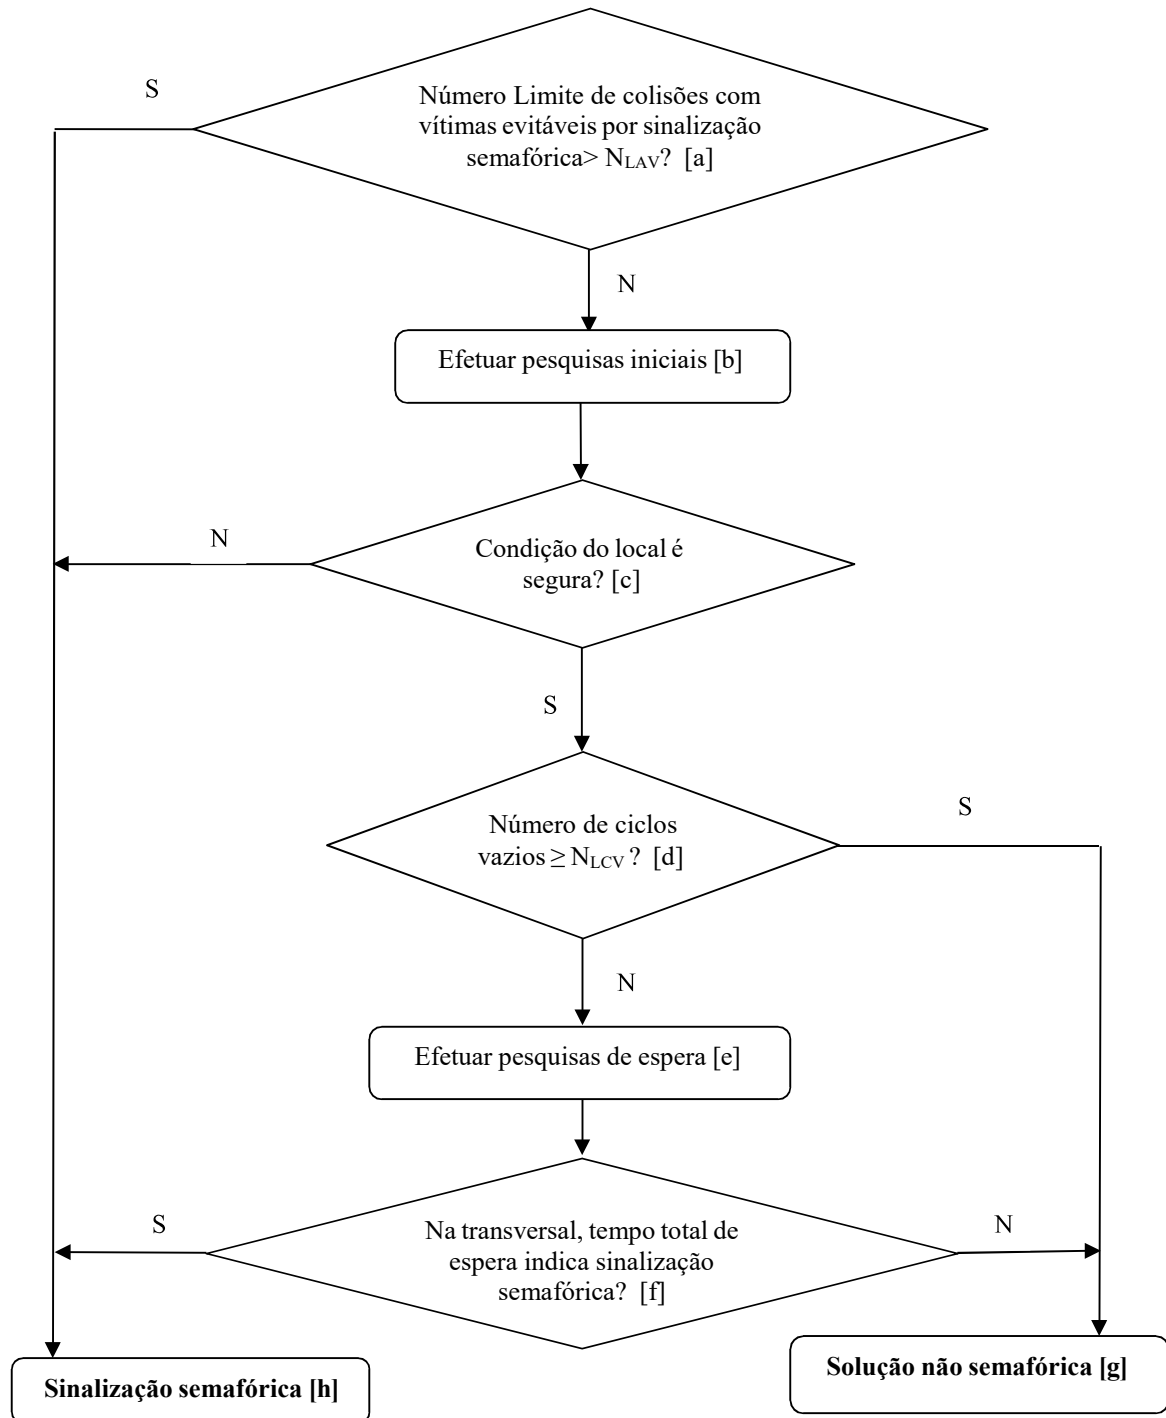 S
Número Limite de colisões com
vítimas evitáveis por sinalização
semafórica> NLAV? [a]
N
Efetuar pesquisas iniciais [b]
N
Condição do local é
segura? [c]
S
Número de ciclos
vazios ≥ NLCV ? [d]
S
N
Efetuar pesquisas de espera [e]
S
Na transversal, tempo total de
espera indica sinalização
semafórica? [f]
N
Solução não semafórica [g]
Sinalização semafórica [h]